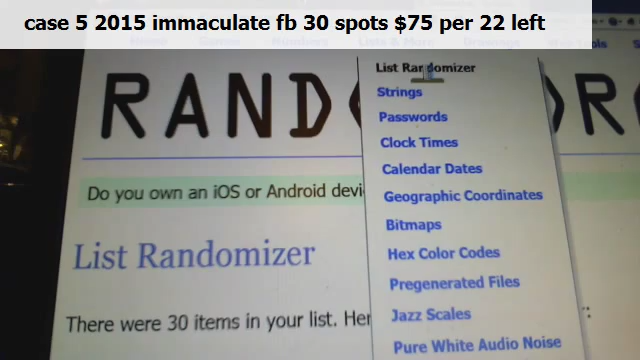 case 5 2015 immaculate fb 30 spots $75 per 22 left
List Randomizer
Strings
Passwords
Clock Times
Calendar Dates
Geographic Coordinates
Bitmaps
Hex Color Codes
Pregenerated Files
Jazz Scales
Pure White Audio Noise
RAND
Do you own an iOS or Android devi
List Randomizer
There were 30 items in your list. Her